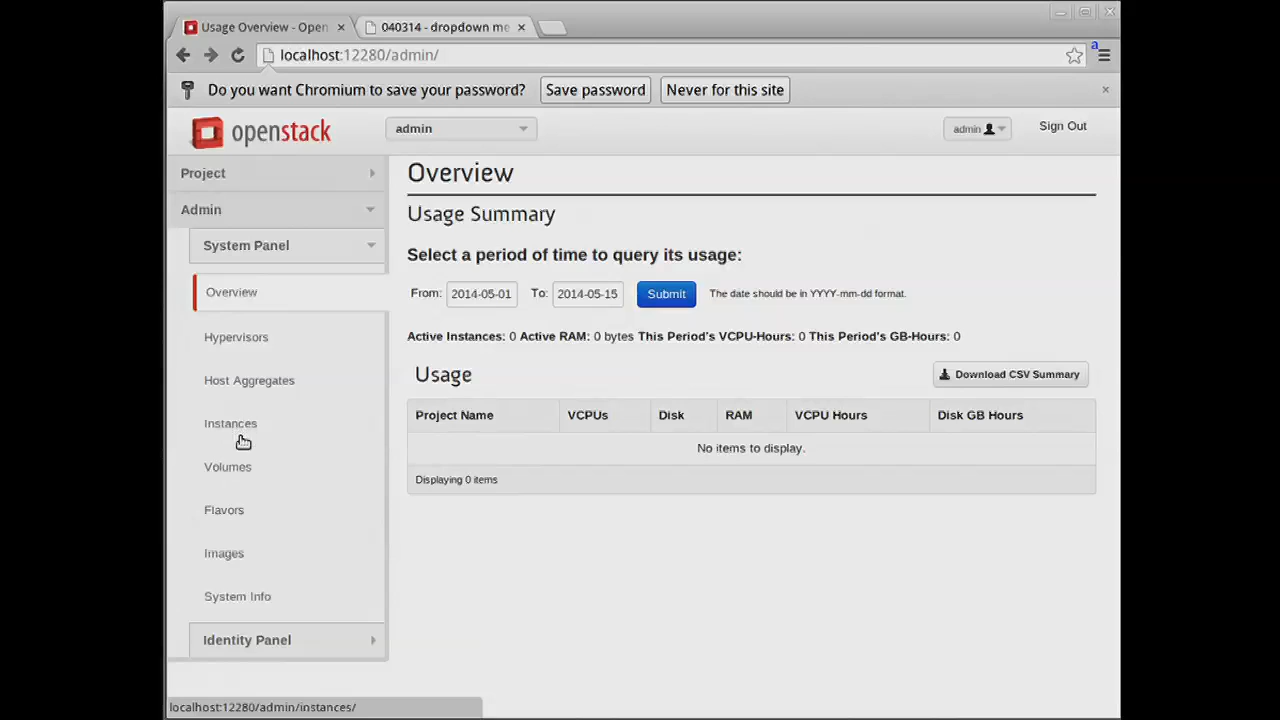 Usage Overview - Open
040314 - dropdown me
localhost:12280/admin/
Do you want Chromium to save your password? Save password Never for this site
openstack admin admin Sign Out
Project
Admin
System Panel
Overview
Hypervisors
Host Aggregates
Instances
Volumes
Flavors
Images
System Info
Identity Panel
Overview
Usage Summary
Select a period of time to query its usage:
From: 2014-05-01 To: 2014-05-15 Submit The date should be in YYYY-mm-dd format.
Active Instances: 0 Active RAM: 0 bytes This Period's VCPU-Hours: 0 This Period's GB-Hours: 0
Usage Download CSV Summary
Project Name VCPUs Disk RAM VCPU Hours Disk GB Hours
No items to display.
Displaying 0 items
localhost:12280/admin/instances/